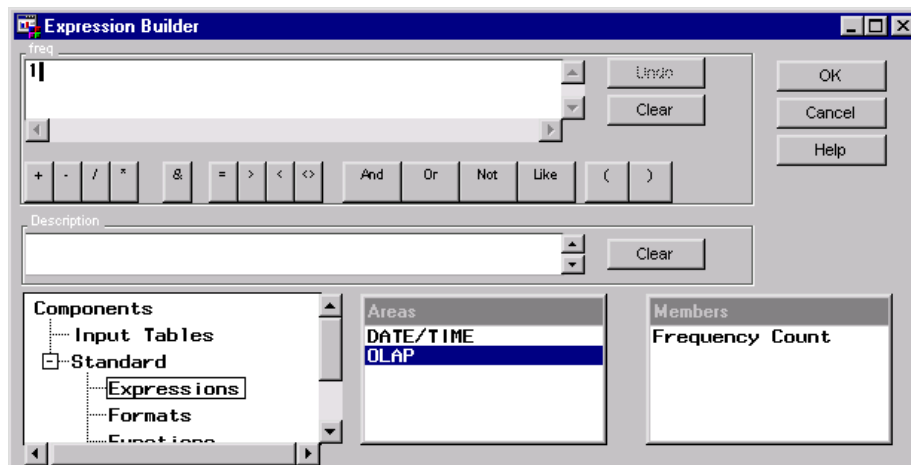 Expression Builder
freq
1
Undo
Clear
OK
Cancel
Help
+ - / * & = > < <> And Or Not Like ( )
Description
Clear
Components
Input Tables
Standard
Expressions
Formats
Functions
Areas
DATE/TIME
OLAP
Members
Frequency Count